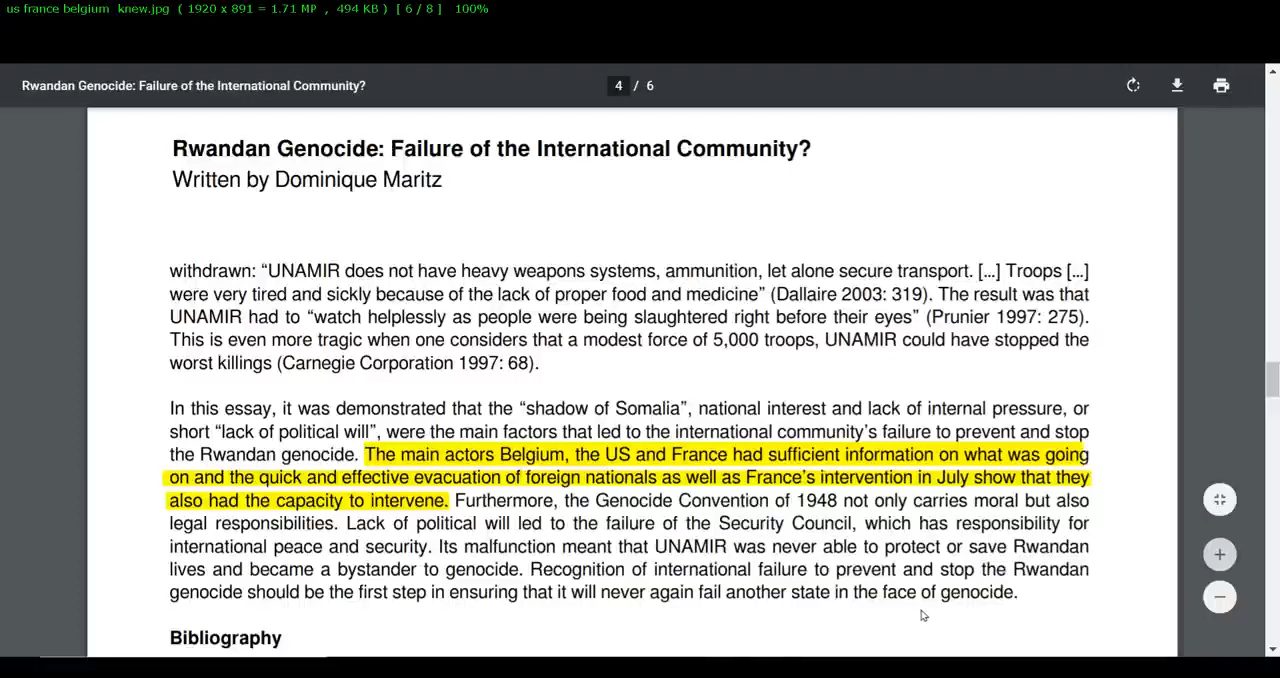 us france belgium knew.jpg ( 1920 x 891 = 1.71 MP , 494 KB ) [ 6 / 8 ] 100%
Rwandan Genocide: Failure of the International Community?
4 / 6
Rwandan Genocide: Failure of the International Community?
Written by Dominique Maritz
withdrawn: “UNAMIR does not have heavy weapons systems, ammunition, let alone secure transport. [...] Troops [...]
were very tired and sickly because of the lack of proper food and medicine” (Dallaire 2003: 319). The result was that
UNAMIR had to “watch helplessly as people were being slaughtered right before their eyes” (Prunier 1997: 275).
This is even more tragic when one considers that a modest force of 5,000 troops, UNAMIR could have stopped the
worst killings (Carnegie Corporation 1997: 68).
In this essay, it was demonstrated that the “shadow of Somalia”, national interest and lack of internal pressure, or
short “lack of political will”, were the main factors that led to the international community’s failure to prevent and stop
the Rwandan genocide. The main actors Belgium, the US and France had sufficient information on what was going
on and the quick and effective evacuation of foreign nationals as well as France’s intervention in July show that they
also had the capacity to intervene. Furthermore, the Genocide Convention of 1948 not only carries moral but also
legal responsibilities. Lack of political will led to the failure of the Security Council, which has responsibility for
international peace and security. Its malfunction meant that UNAMIR was never able to protect or save Rwandan
lives and became a bystander to genocide. Recognition of international failure to prevent and stop the Rwandan
genocide should be the first step in ensuring that it will never again fail another state in the face of genocide.
Bibliography